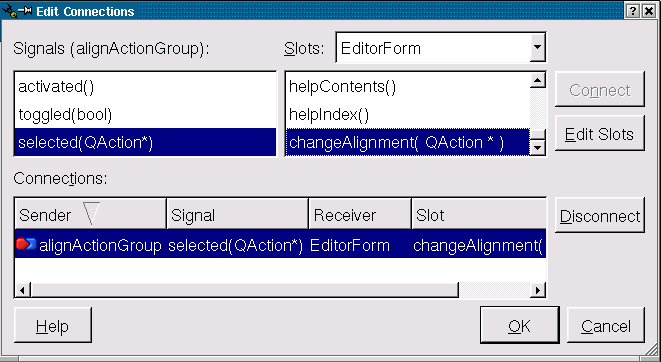 Edit Connections
Signals (alignActionGroup):
Slots:
EditorForm
activated()
toggled(bool)
selected(QAction*)
helpContents()
helpIndex()
changeAlignment( QAction * )
Connect
Edit Slots
Connections:
Sender Signal Receiver Slot
alignActionGroup selected(QAction*) EditorForm changeAlignment(
Disconnect
Help
OK
Cancel